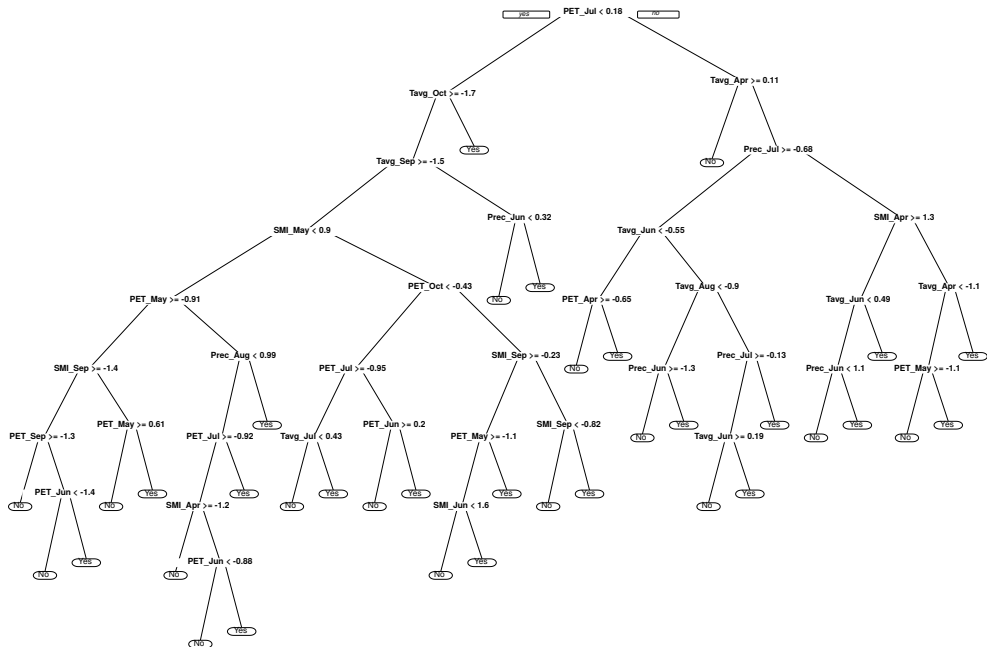 yes PET_Jul < 0.18 no
Tavg_Apr >= 0.11
Tavg_Oct >= -1.7
Yes
Prec_Jul >= -0.68
Tavg_Sep >= -1.5
No
Prec_Jun < 0.32
SMI_Apr >= 1.3
SMI_May < 0.9
Tavg_Jun < -0.55
PET_Oct < -0.43
Yes
Tavg_Aug < -0.9
Tavg_Apr < -1.1
PET_May >= -0.91
No
PET_Apr >= -0.65
Tavg_Jun < 0.49
Prec_Aug < 0.99
SMI_Sep >= -0.23
Yes
Prec_Jul >= -0.13
Yes
Yes
SMI_Sep >= -1.4
PET_Jul >= -0.95
No
Prec_Jun >= -1.3
Prec_Jun < 1.1
PET_May >= -1.1
PET_May >= 0.61
Yes
PET_Jun >= 0.2
SMI_Sep < -0.82
Yes
Yes
Yes
PET_Sep >= -1.3
PET_Jul >= -0.92
Tavg_Jul < 0.43
PET_May >= -1.1
No
Tavg_Jun >= 0.19
No
No
PET_Jun < -1.4
Yes
Yes
Yes
Yes
Yes
Yes
Yes
No
No
SMI_Apr >= -1.2
No
No
SMI_Jun < 1.6
No
No
Yes
PET_Jun < -0.88
Yes
No
No
No
Yes
No